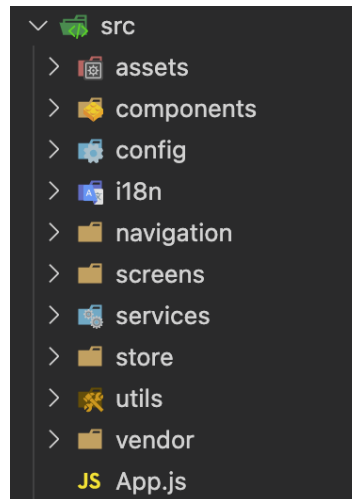 src
assets
components
config
i18n
navigation
screens
services
store
utils
vendor
JS App.js